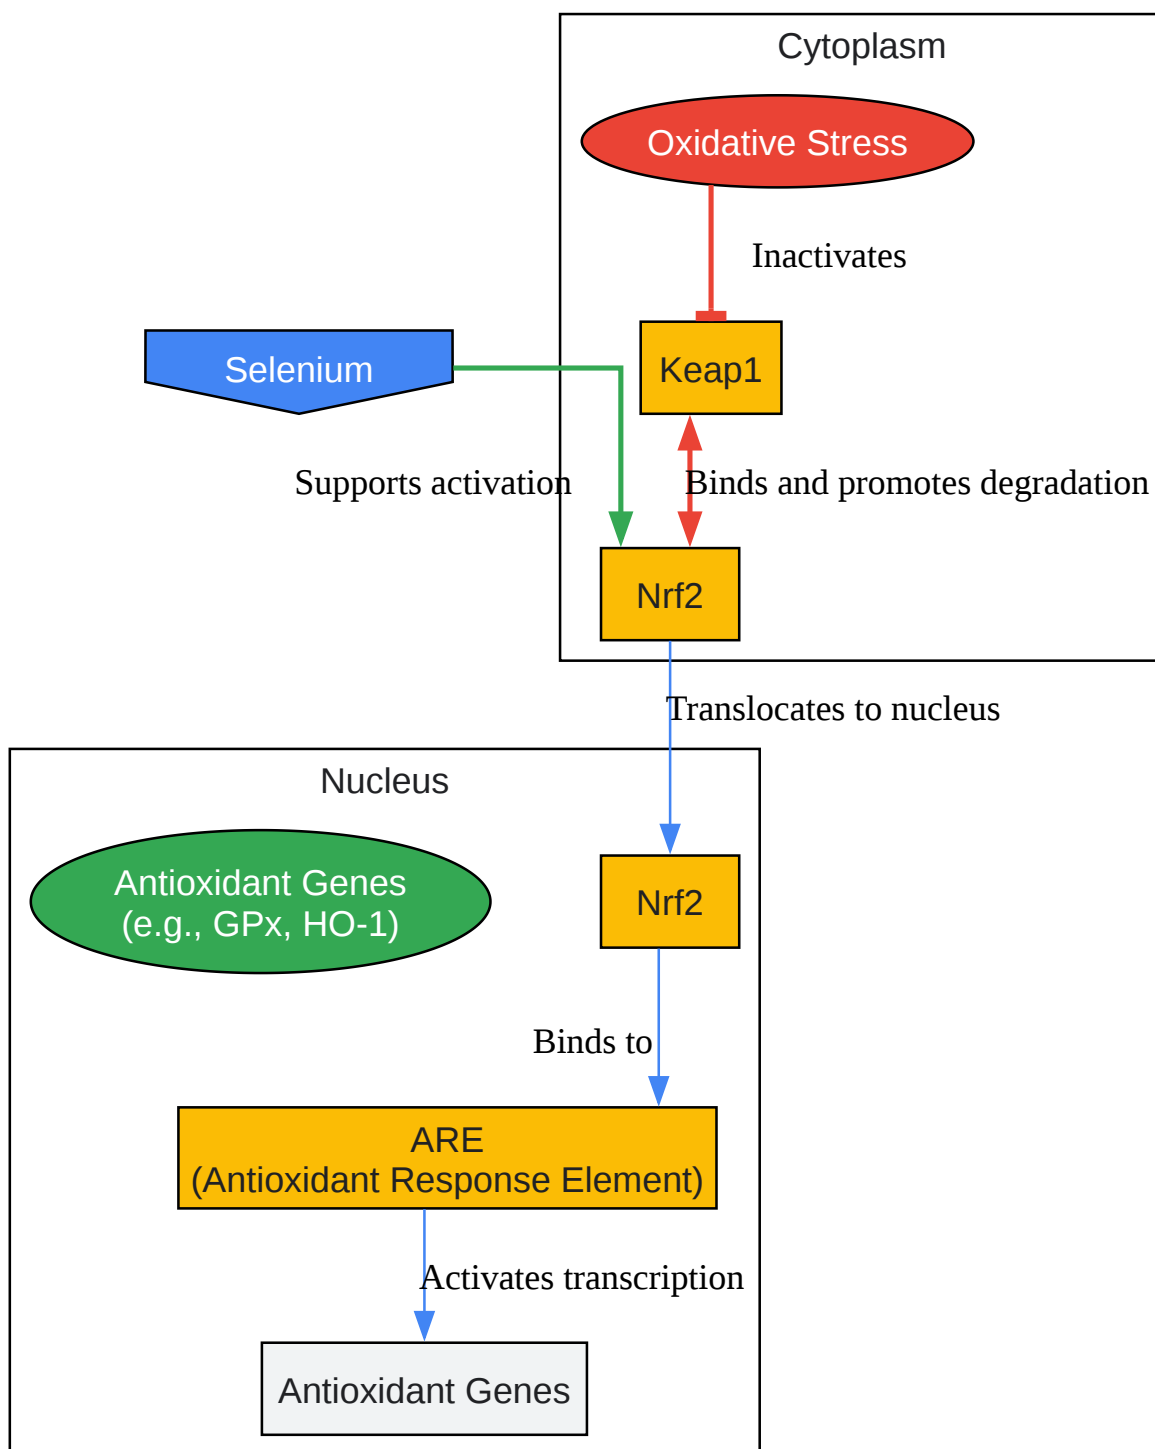 Cytoplasm
Oxidative Stress
Inactivates
Selenium
Keap1
Supports activation
Binds and promotes degradation
Nrf2
Translocates to nucleus
Nucleus
Antioxidant Genes
(e.g., GPx, HO-1)
Nrf2
Binds to
ARE
(Antioxidant Response Element)
Activates transcription
Antioxidant Genes